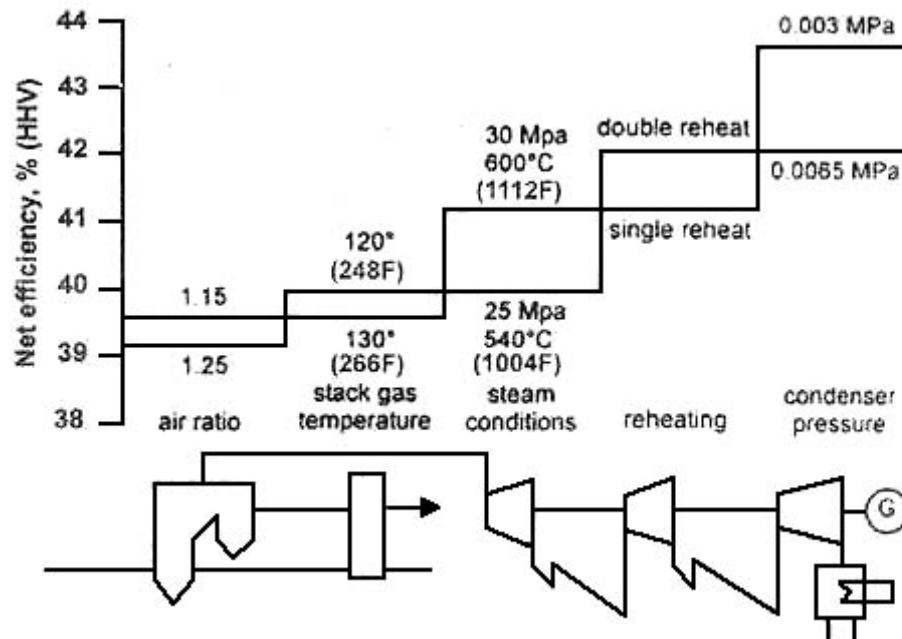 Net efficiency, % (HHV)
44
43
42
41
40
39
38
1.15
1.25
air ratio
120°
(248F)
130°
(266F)
stack gas
temperature
30 Mpa
600°C
(1112F)
25 Mpa
540°C
(1004F)
steam
conditions
double reheat
single reheat
reheating
0.003 MPa
0.0065 MPa
condenser
pressure
G